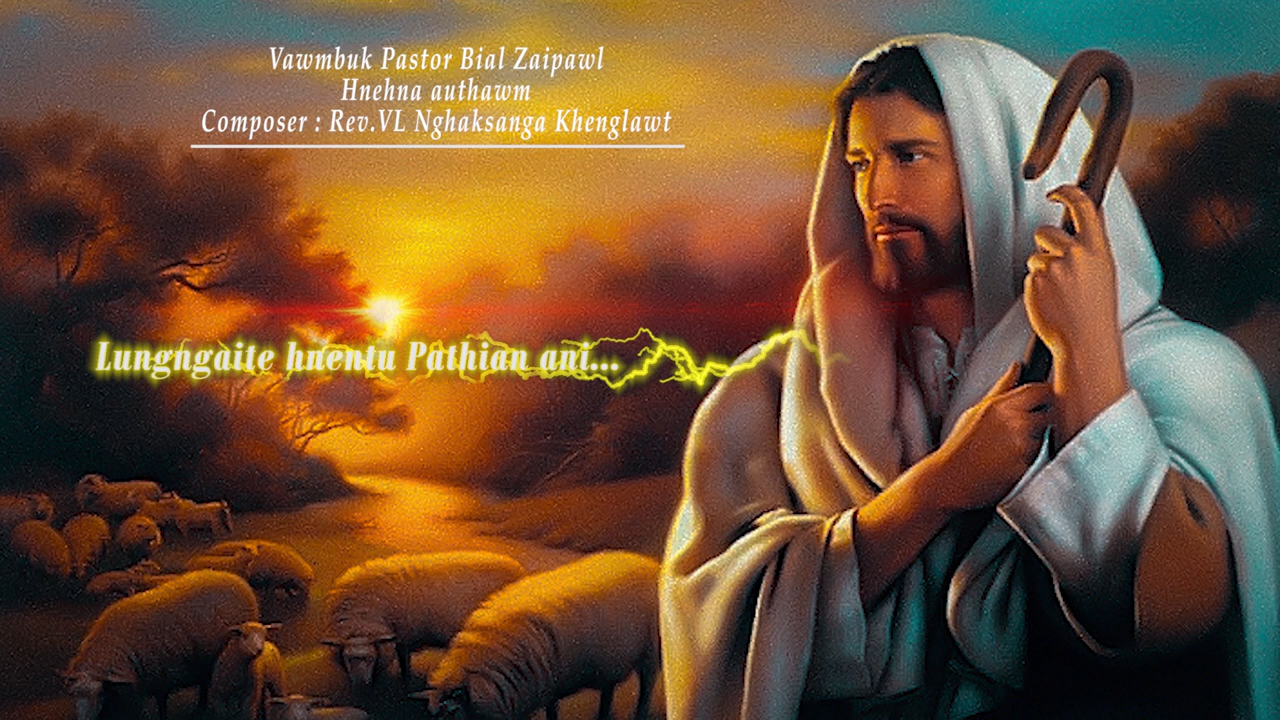 Vawmbuk Pastor Bial Zaipawl
Hnehna authawm
Composer : Rev.VL Nghaksanga Khenglawt
Lungngaite hnentu Pathian ani...